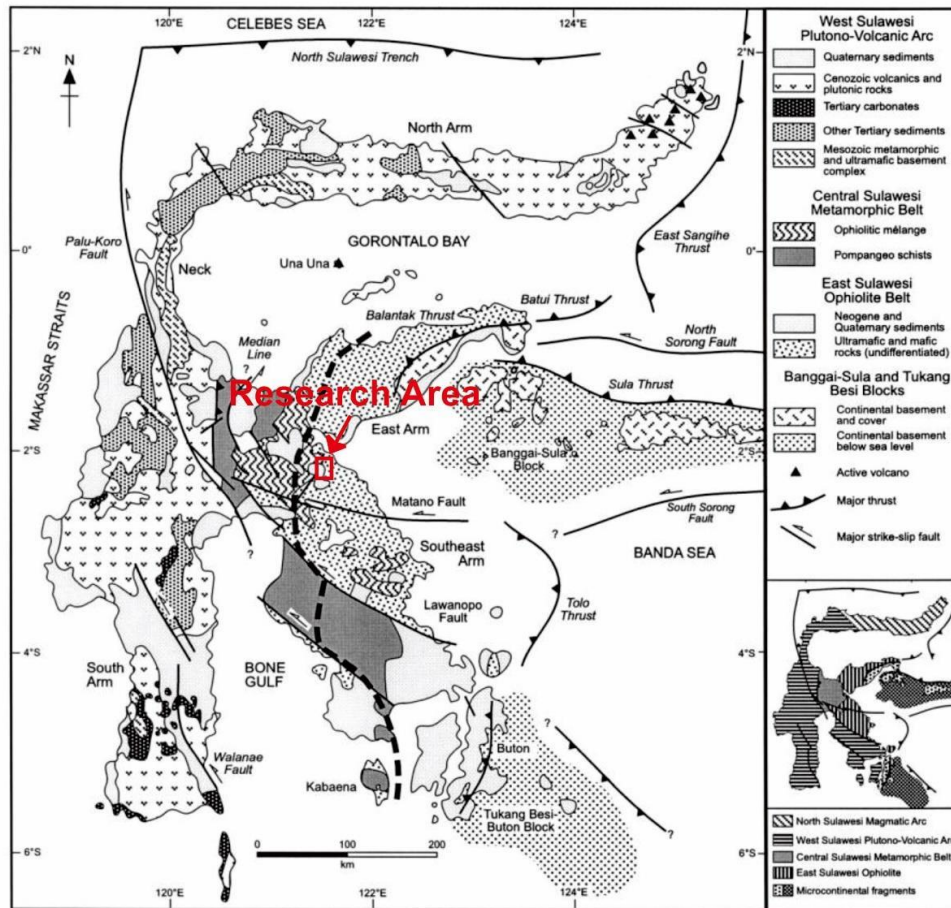 120°E
122°E
124°E
CELEBES SEA
2°N
2°N
N
North Sulawesi Trench
North Arm
Palu-Koro
Fault
0°
0°
GORONTALO BAY
East Sangihe
Thrust
Neck
Una Una
Batui Thrust
Balantak Thrust
North
Sorong Fault
MAKASSAR STRAITS
Median
Line
?
Research Area
Sula Thrust
East Arm
2°S
2°S
Banggai-Sula
Block
Matano Fault
South Sorong
Fault
?
?
Southeast
Arm
BANDA SEA
Lawanopo
Fault
Tolo
Thrust
4°S
4°S
South
Arm
BONE
GULF
?
Walanae
Fault
Buton
Kabaena
Tukang Besi-
Buton Block
?
6°S
6°S
0
100
200
km
120°E
122°E
124°E
West Sulawesi
Plutono-Volcanic Arc
Quaternary sediments
Cenozoic volcanics and
plutonic rocks
Tertiary carbonates
Other Tertiary sediments
Mesozoic metamorphic
and ultramafic basement
complex
Central Sulawesi
Metamorphic Belt
Ophiolitic mélange
Pompangeo schists
East Sulawesi
Ophiolite Belt
Neogene and
Quaternary sediments
Ultramafic and mafic
rocks (undifferentiated)
Banggai-Sula and Tukang
Besi Blocks
Continental basement
and cover
Continental basement
below sea level
Active volcano
Major thrust
Major strike-slip fault
North Sulawesi Magmatic Arc
West Sulawesi Plutono-Volcanic Arc
Central Sulawesi Metamorphic Belt
East Sulawesi Ophiolite
Microcontinental fragments